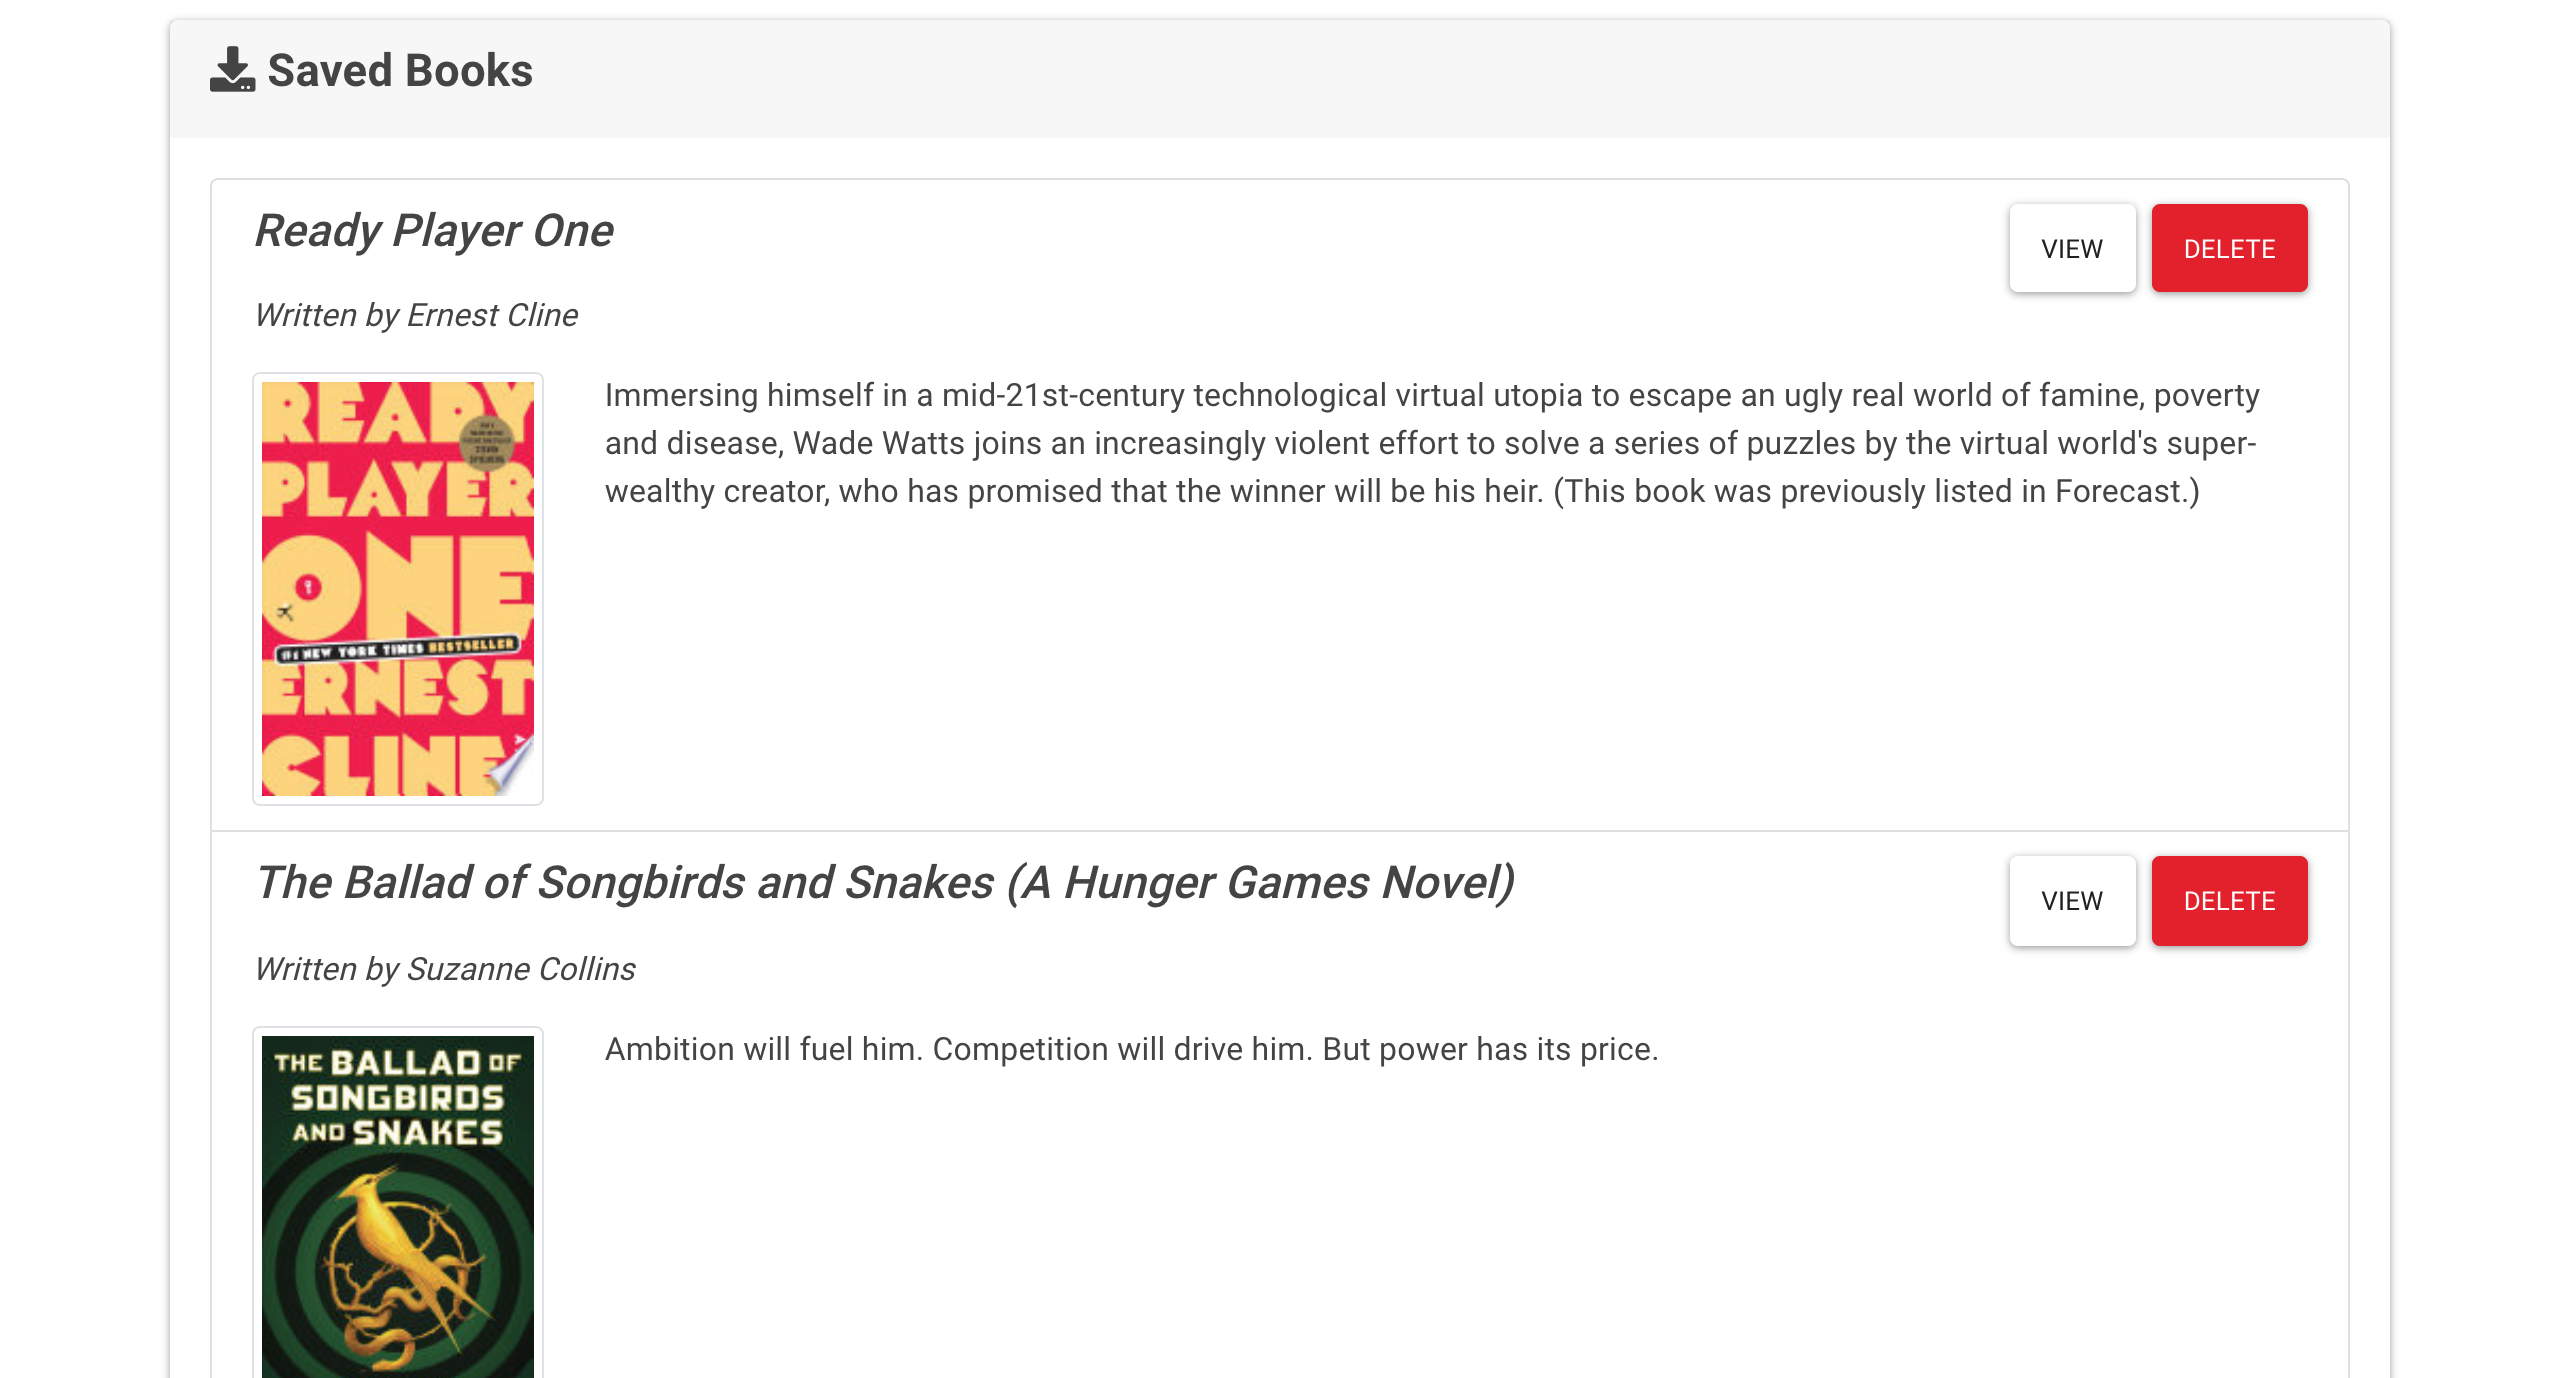 Saved Books
Ready Player One
VIEW
DELETE
Written by Ernest Cline
READY
PLAYER
ONE
#1 NEW YORK TIMES BESTSELLER
ERNEST
CLINE
Immersing himself in a mid-21st-century technological virtual utopia to escape an ugly real world of famine, poverty
and disease, Wade Watts joins an increasingly violent effort to solve a series of puzzles by the virtual world's super-
wealthy creator, who has promised that the winner will be his heir. (This book was previously listed in Forecast.)
The Ballad of Songbirds and Snakes (A Hunger Games Novel)
VIEW
DELETE
Written by Suzanne Collins
THE BALLAD OF
SONGBIRDS
AND SNAKES
Ambition will fuel him. Competition will drive him. But power has its price.